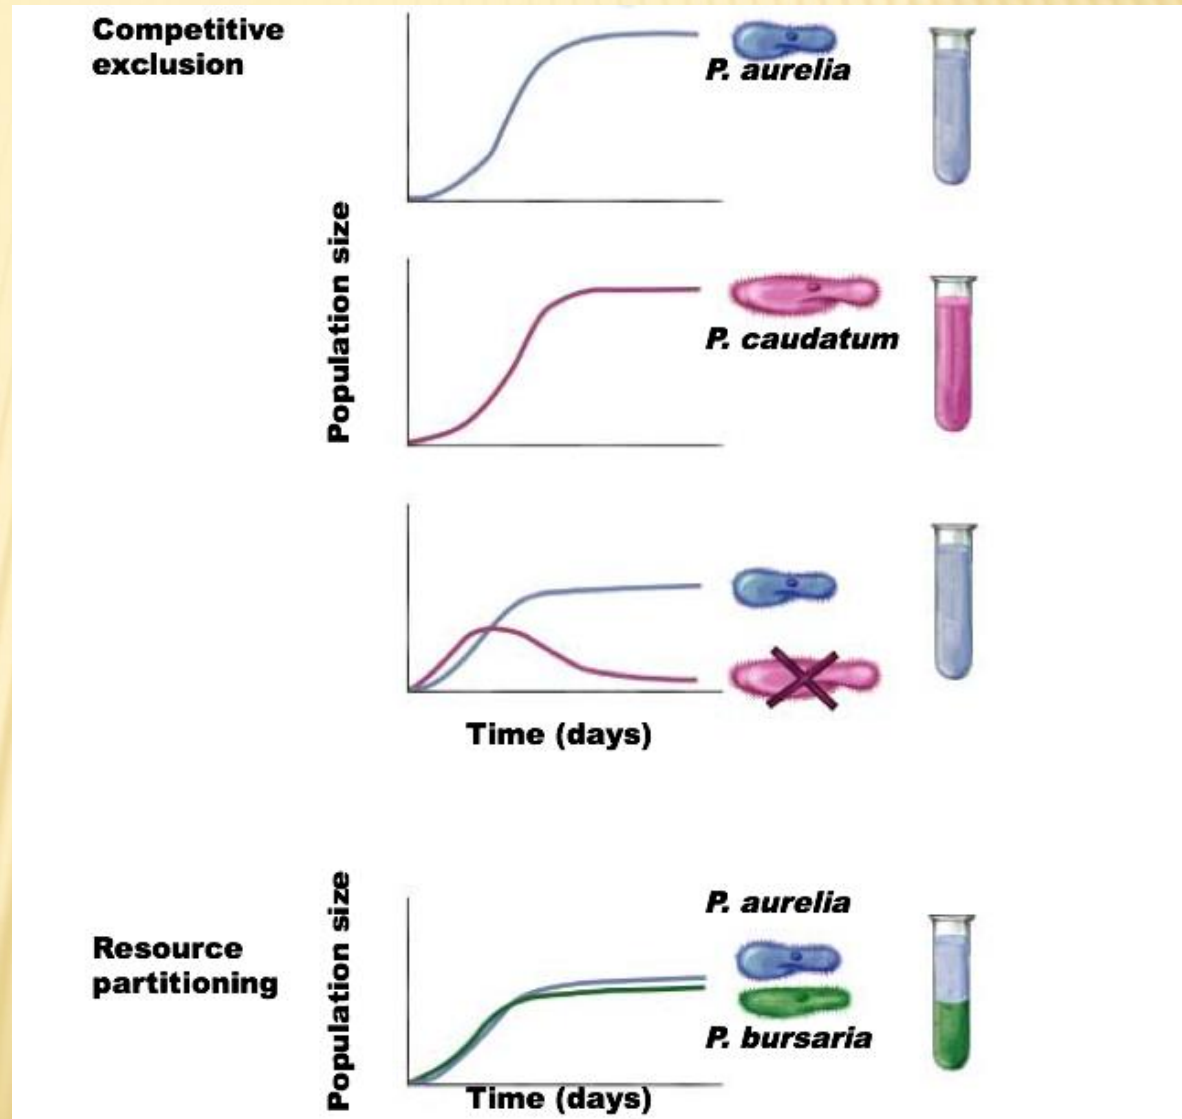 Competitive
exclusion
P. aurelia
Population size
P. caudatum
Time (days)
Resource
partitioning
Population size
P. aurelia
P. bursaria
Time (days)